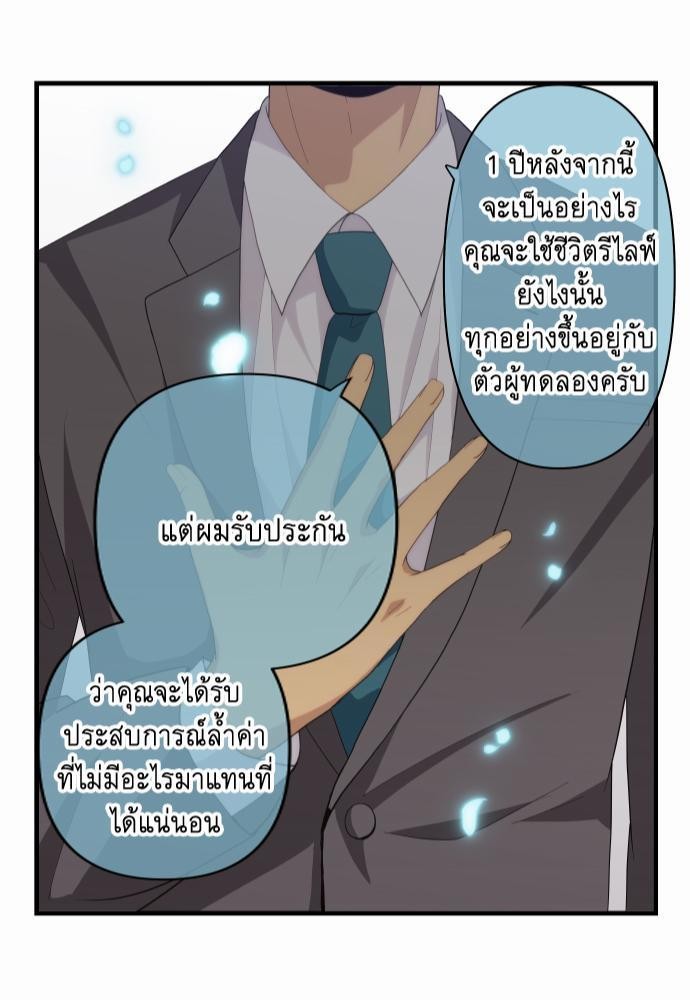 1 ปีหลังจากนี้
จะเป็นอย่างไร
คุณจะใช้ชีวิตรีไลฟ์
ยังไงนั้น
ทุกอย่างขึ้นอยู่กับ
ตัวผู้ทดลองครับ
แต่ผมรับประกัน
ว่าคุณจะได้รับ
ประสบการณ์ล้ำค่า
ที่ไม่มีอะไรมาแทนที่
ได้แน่นอน